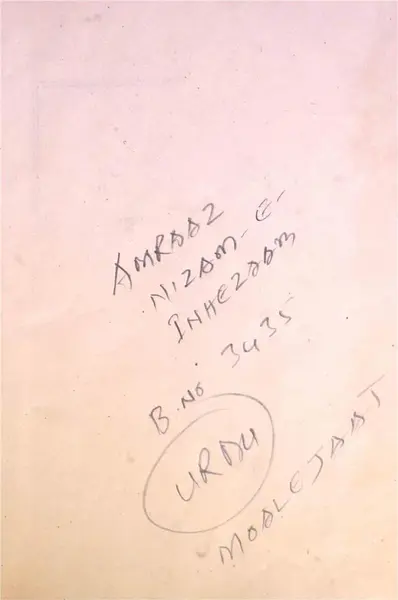 AMRAAZ
NIZAM-E-
INHEZAAM
B.NO 3435
URDU
MOALEJAAT